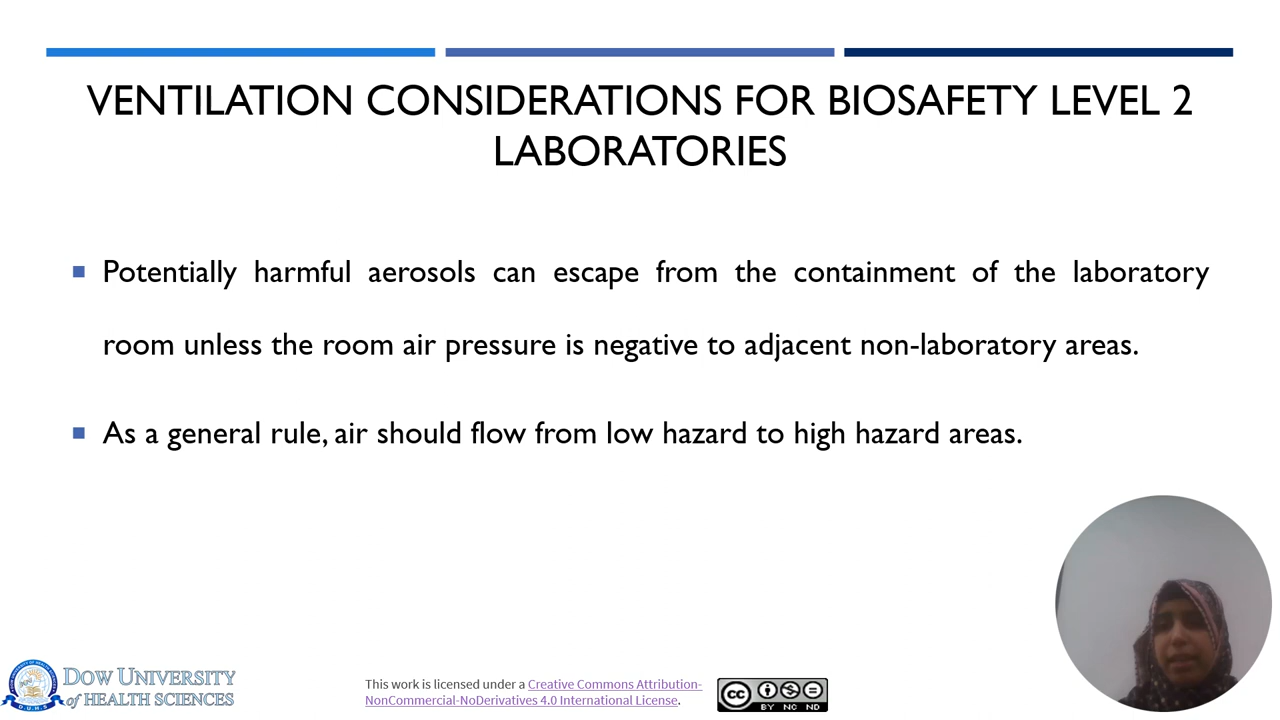 VENTILATION CONSIDERATIONS FOR BIOSAFETY LEVEL 2
LABORATORIES
Potentially harmful aerosols can escape from the containment of the laboratory
room unless the room air pressure is negative to adjacent non-laboratory areas.
As a general rule, air should flow from low hazard to high hazard areas.
DOW UNIVERSITY
of HEALTH SCIENCES
D.U.H.S
This work is licensed under a Creative Commons Attribution-
NonCommercial-NoDerivatives 4.0 International License.
cc
BY NC ND